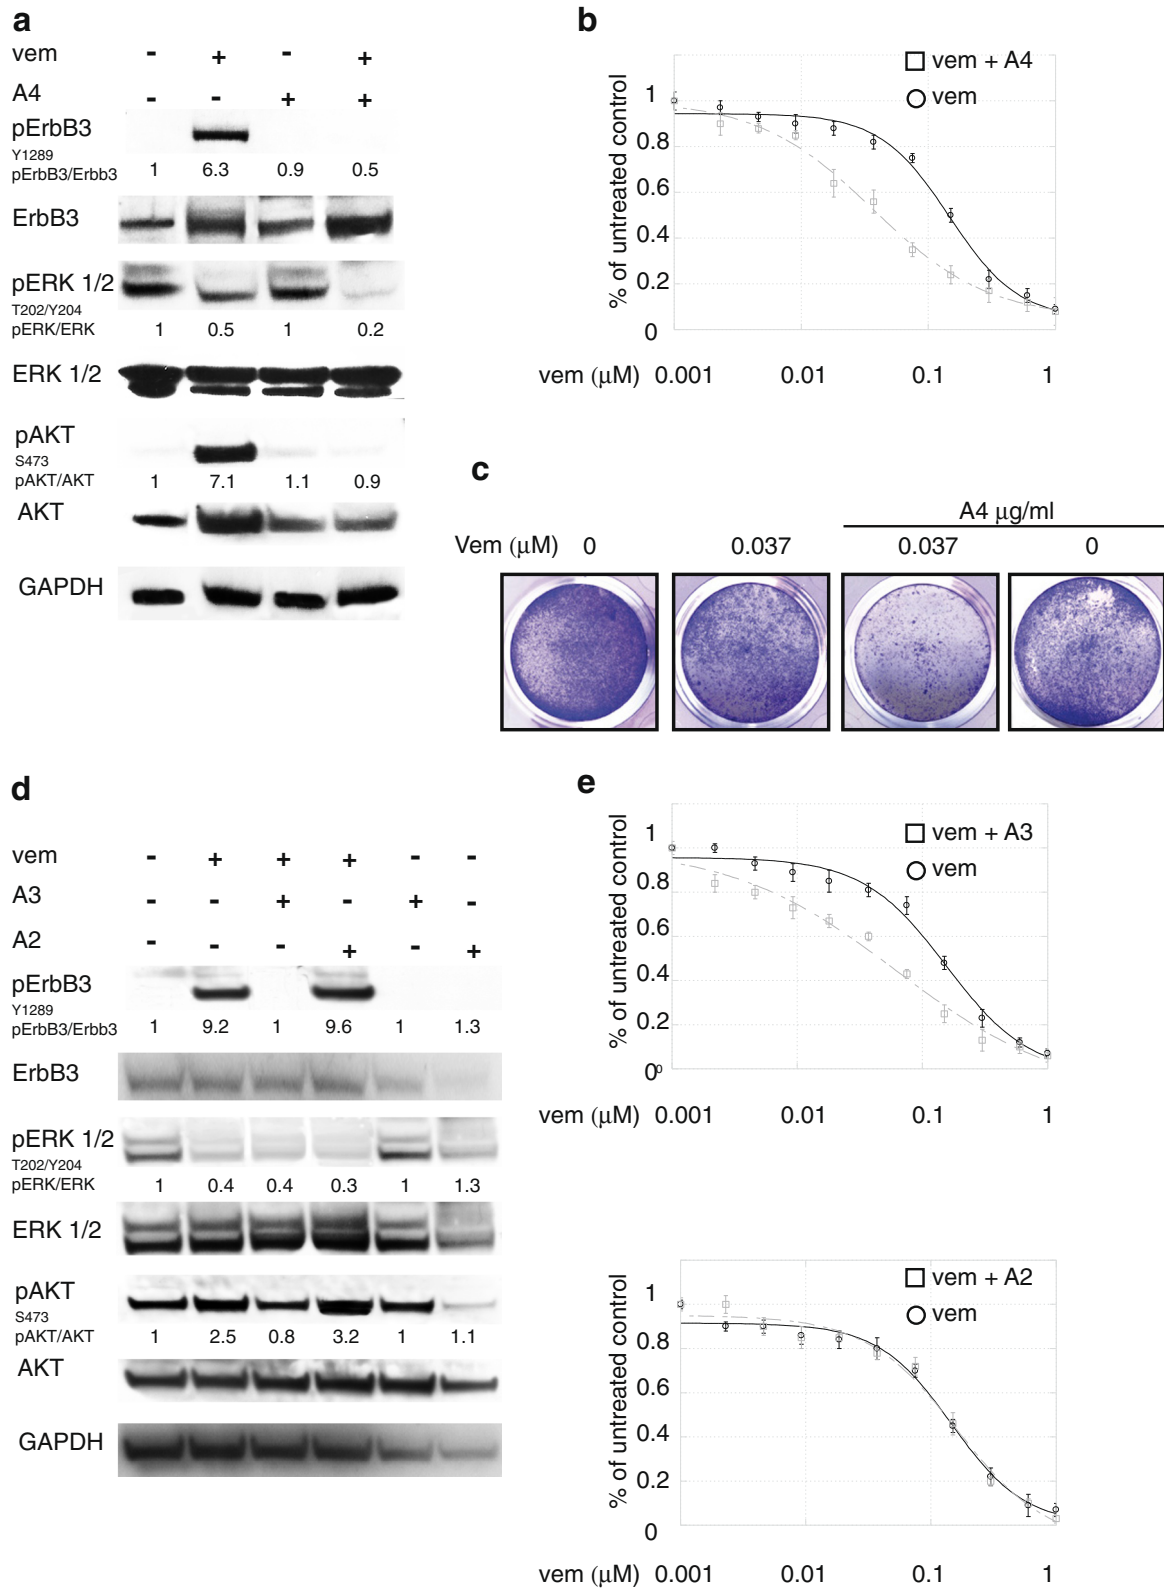 a
vem - + - +
A4 - - + +
pErbB3
Y1289
pErbB3/Erbb3 1 6.3 0.9 0.5
ErbB3
pERK 1/2
T202/Y204
pERK/ERK 1 0.5 1 0.2
ERK 1/2
pAKT
S473
pAKT/AKT 1 7.1 1.1 0.9
AKT
GAPDH
b
vem + A4
vem
% of untreated control
1
0.8
0.6
0.4
0.2
0
vem (μM) 0.001 0.01 0.1 1
c
A4 μg/ml
Vem (μM) 0 0.037 0.037 0
d
vem - + + + - -
A3 - - + - + -
A2 - - - + - +
pErbB3
Y1289
pErbB3/Erbb3 1 9.2 1 9.6 1 1.3
ErbB3
pERK 1/2
T202/Y204
pERK/ERK 1 0.4 0.4 0.3 1 1.3
ERK 1/2
pAKT
S473
pAKT/AKT 1 2.5 0.8 3.2 1 1.1
AKT
GAPDH
e
vem + A3
vem
% of untreated control
1
0.8
0.6
0.4
0.2
0 0
vem (μM) 0.001 0.01 0.1 1
vem + A2
vem
% of untreated control
1
0.8
0.6
0.4
0.2
0
vem (μM) 0.001 0.01 0.1 1